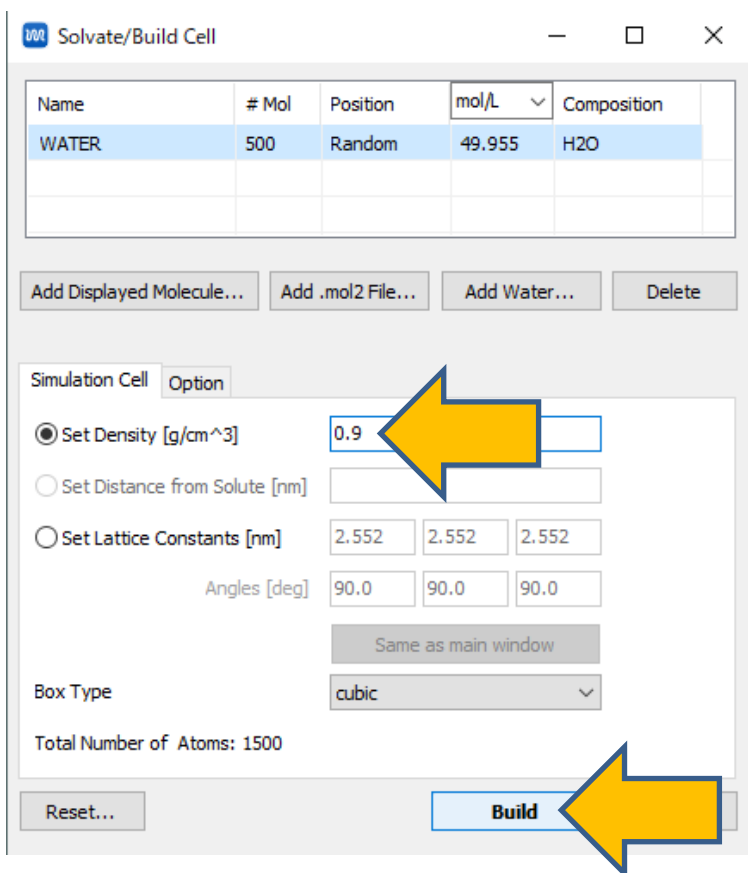 Solvate/Build Cell
Name # Mol Position mol/L Composition
WATER 500 Random 49.955 H2O
Add Displayed Molecule... Add .mol2 File... Add Water... Delete
Simulation Cell Option
Set Density [g/cm^3] 0.9
Set Distance from Solute [nm]
Set Lattice Constants [nm] 2.552 2.552 2.552
Angles [deg] 90.0 90.0 90.0
Same as main window
Box Type cubic
Total Number of Atoms: 1500
Reset... Build